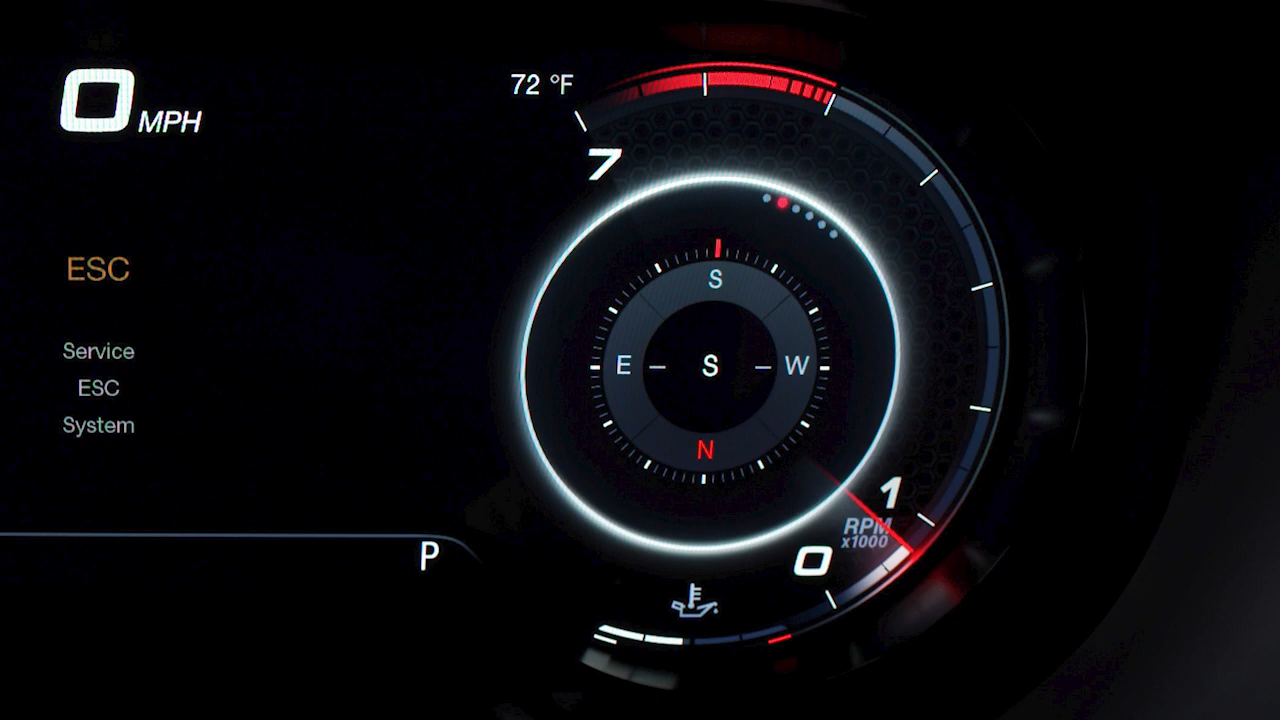 0 MPH
72 °F
7
ESC
S
E S W
N
Service
ESC
System
1
RPM
x1000
0
P